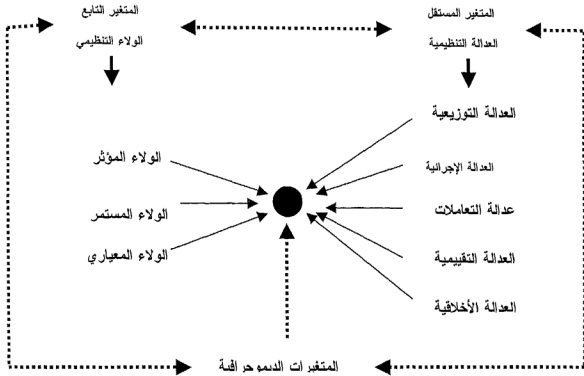 المتغير المستقل
العدالة التنظيمية
المتغير التابع
الولاء التنظيمي
العدالة التوزيعية
العدالة الإجرائية
عدالة التعاملات
العدالة التقييمية
العدالة الأخلاقية
الولاء المؤثر
الولاء المستمر
الولاء المعياري
المتغيرات الديموجرافية